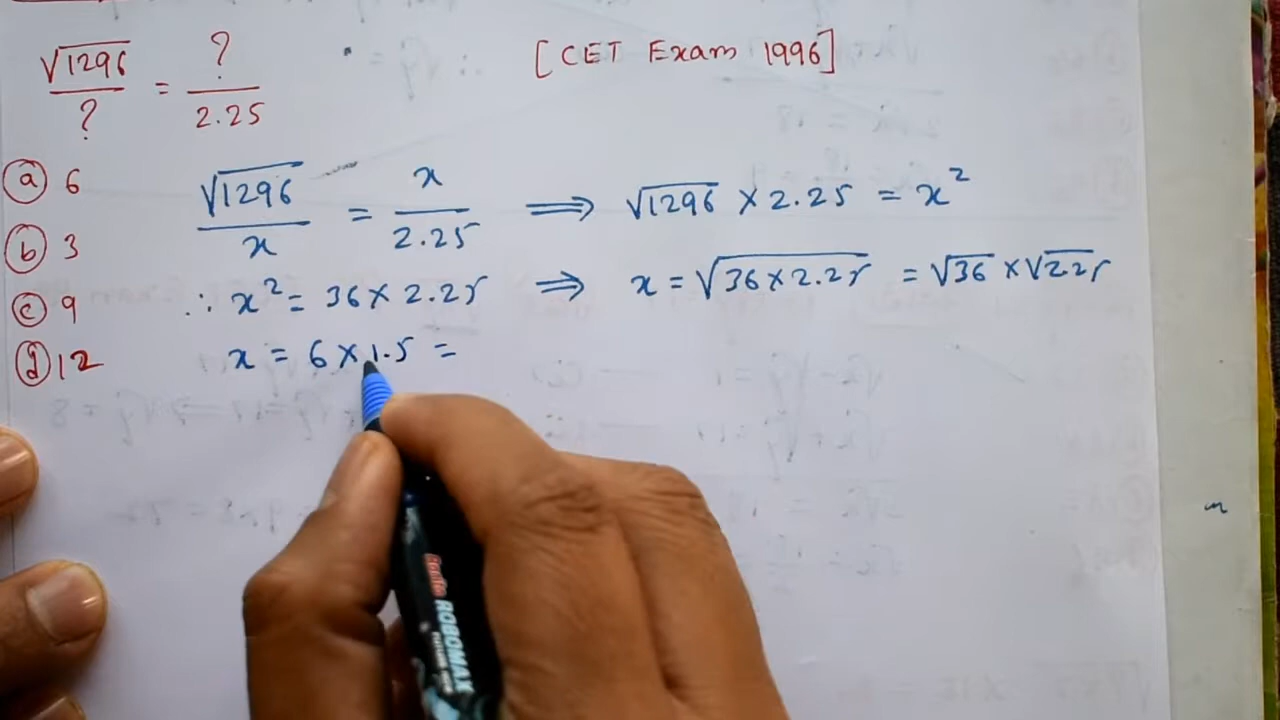 √1296 / ? = ? / 2.25 [CET Exam 1996]
ⓐ 6
ⓑ 3
ⓒ 9
ⓓ 12
√1296 / x = x / 2.25 ⟹ √1296 × 2.25 = x²
∴ x² = 36 × 2.25 ⟹ x = √36 × 2.25 = √36 × √2.25
x = 6 × 1.5 =
ROBOMAX